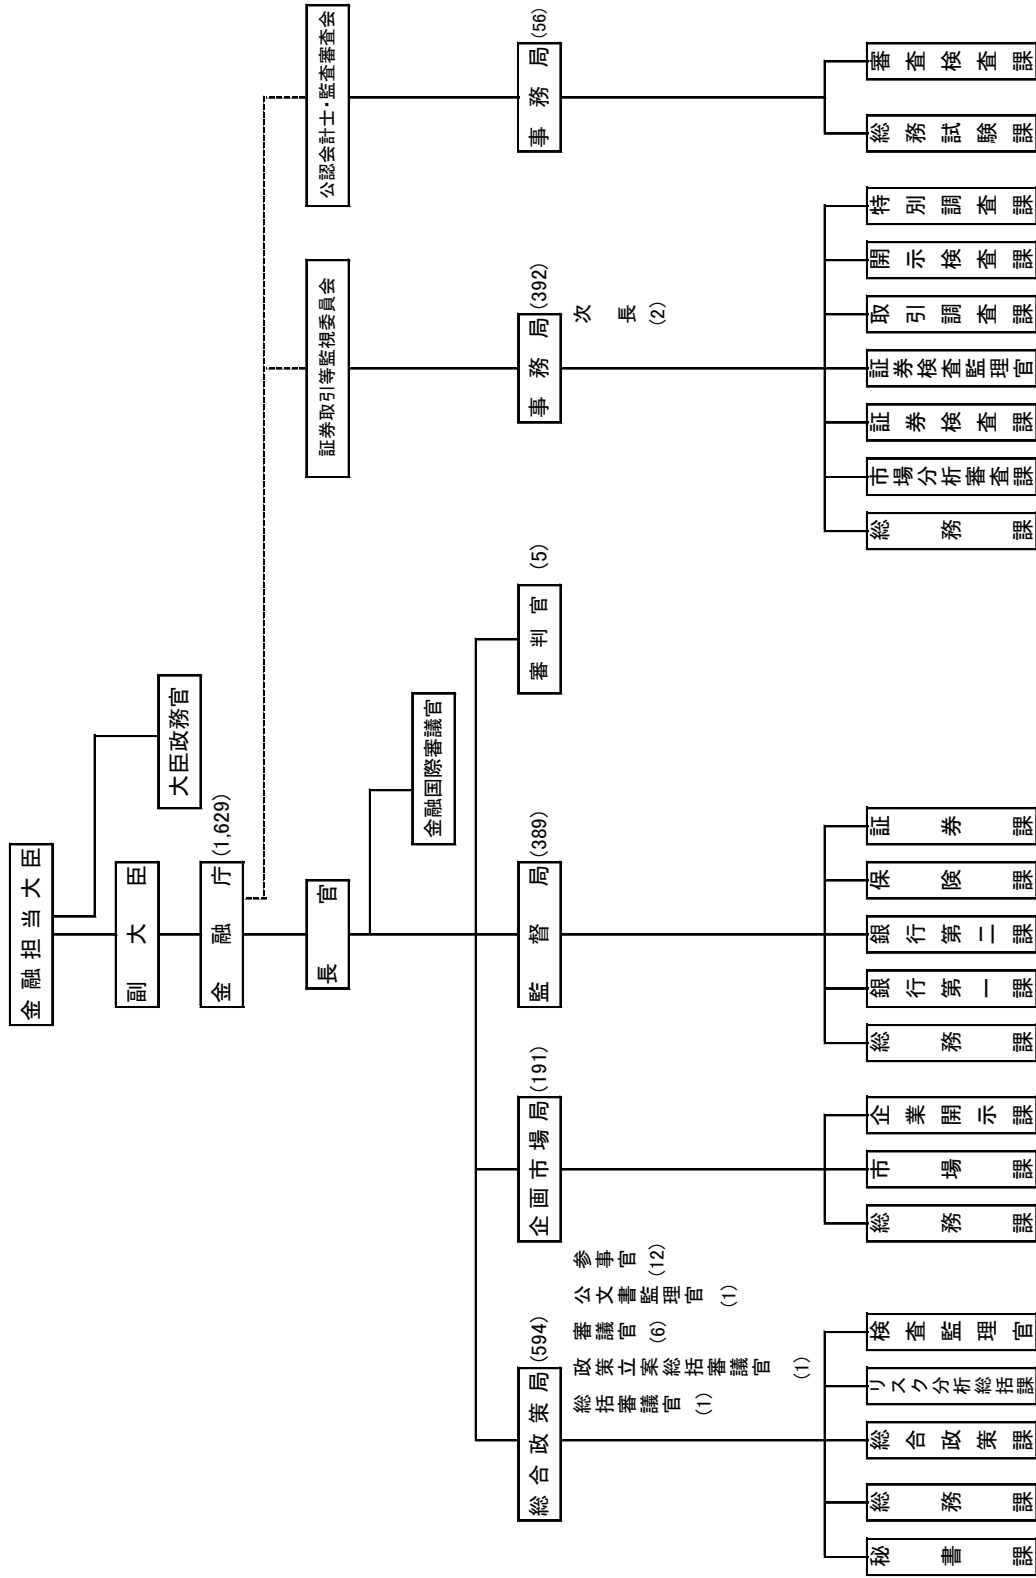 金融担当大臣
副大臣
大臣政務官
金融庁 (1,629)
長官
金融国際審議官
証券取引等監視委員会
公認会計士・監査審査会
総合政策局 (594)
総括審議官 (1)
政策立案総括審議官 (1)
審議官 (6)
公文書監理官 (1)
参事官 (12)
企画市場局 (191)
監督局 (389)
審判官 (5)
事務局 (392)
次長 (2)
事務局 (56)
秘書課
総務課
総合政策課
リスク分析総括課
検査監理官
総務課
市場課
企業開示課
総務課
銀行第一課
銀行第二課
保険課
証券課
総務課
市場分析審査課
証券検査課
証券検査監理官
取引調査課
開示検査課
特別調査課
総務試験課
審査検査課